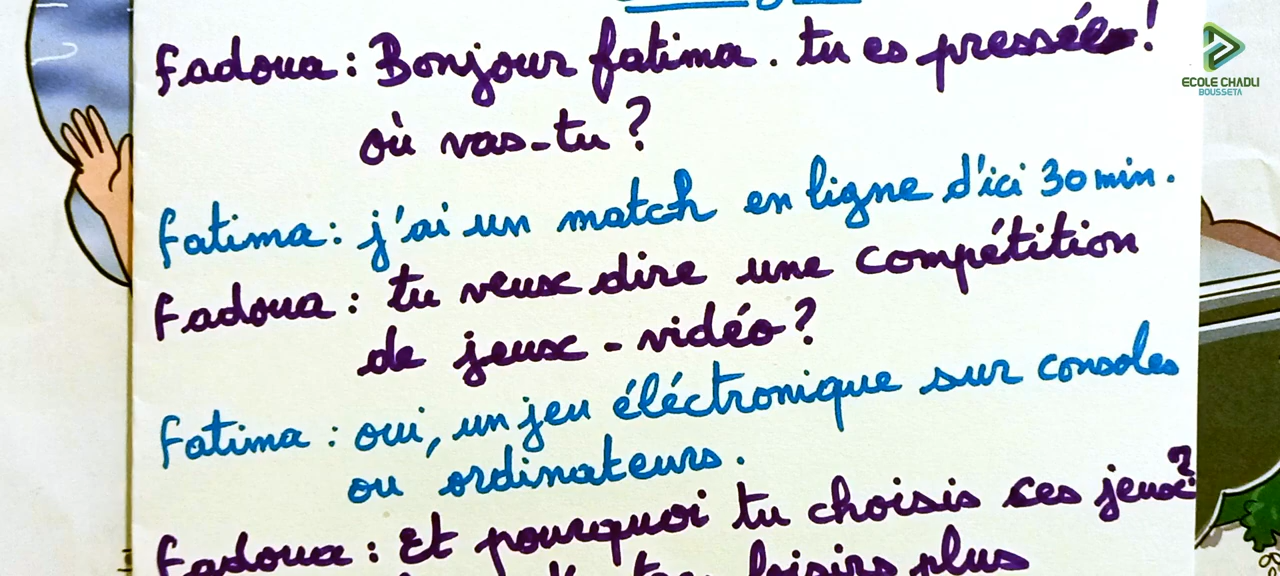 fadoua : Bonjour fatima. tu es pressée !
où vas-tu ?
fatima : j'ai un match en ligne d'ici 30 min.
Fadoua : tu veux dire une compétition
de jeux-vidéo ?
fatima : oui, un jeu éléctronique sur consoles
ou ordinateurs.
fadoua : Et pourquoi tu choisis ces jeux ?
loisirs plus
ECOLE CHADLI
BOUSSETA